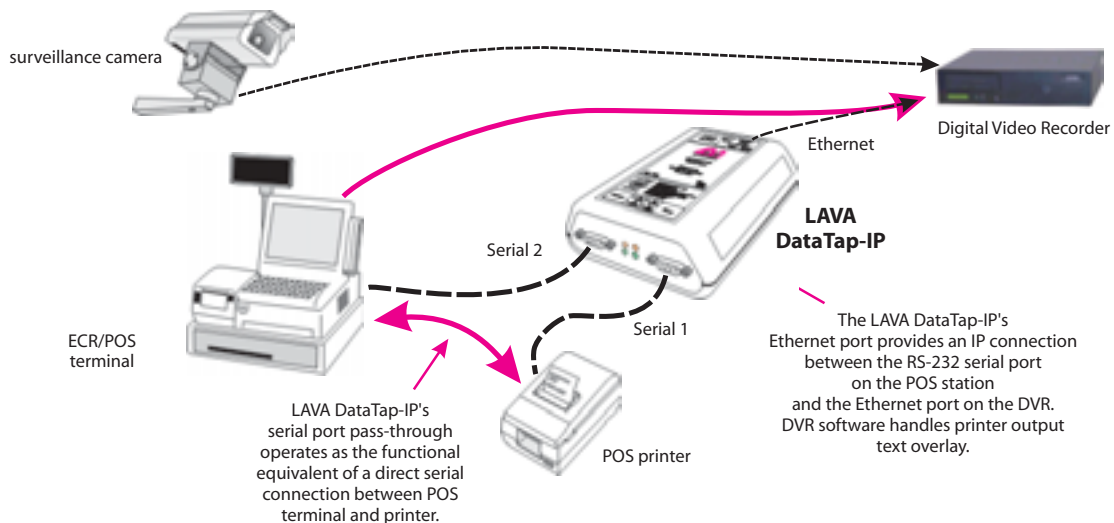 surveillance camera
Digital Video Recorder
Ethernet
LAVA
DataTap-IP
Serial 2
Serial 1
ECR/POS
terminal
POS printer
LAVA DataTap-IP's
serial port pass-through
operates as the functional
equivalent of a direct serial
connection between POS
terminal and printer.
The LAVA DataTap-IP's
Ethernet port provides an IP connection
between the RS-232 serial port
on the POS station
and the Ethernet port on the DVR.
DVR software handles printer output
text overlay.